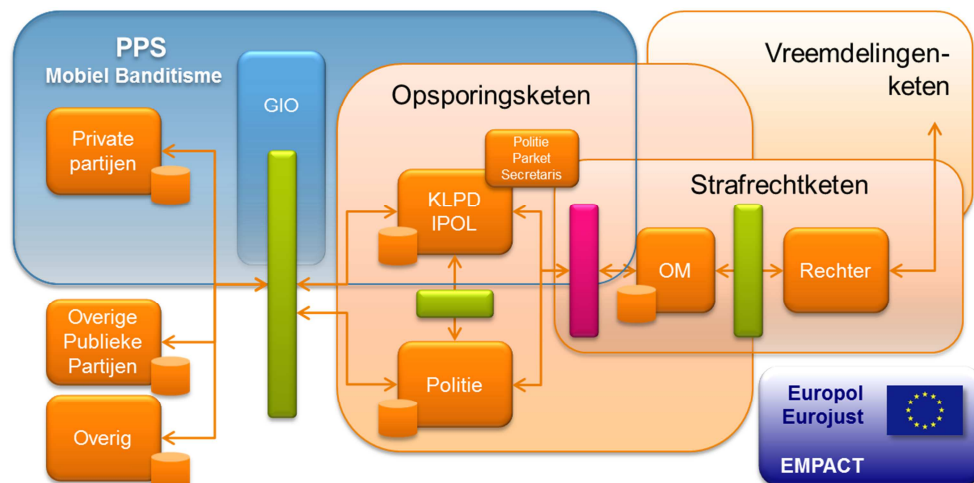 PPS
Mobiel Banditisme
GIO
Private
partijen
Overige
Publieke
Partijen
Overig
Opsporingsketen
Politie
Parket
Secretaris
KLPD
IPOL
Politie
Vreemdelingen-
keten
Strafrechtketen
OM
Rechter
Europol
Eurojust
EMPACT